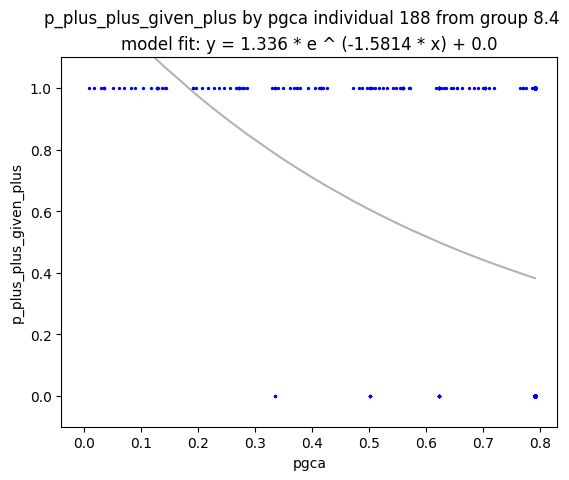 p_plus_plus_given_plus by pgca individual 188 from group 8.4
model fit: y = 1.336 * e ^ (-1.5814 * x) + 0.0
p_plus_plus_given_plus
1.0
0.8
0.6
0.4
0.2
0.0
0.0 0.1 0.2 0.3 0.4 0.5 0.6 0.7 0.8
pgca